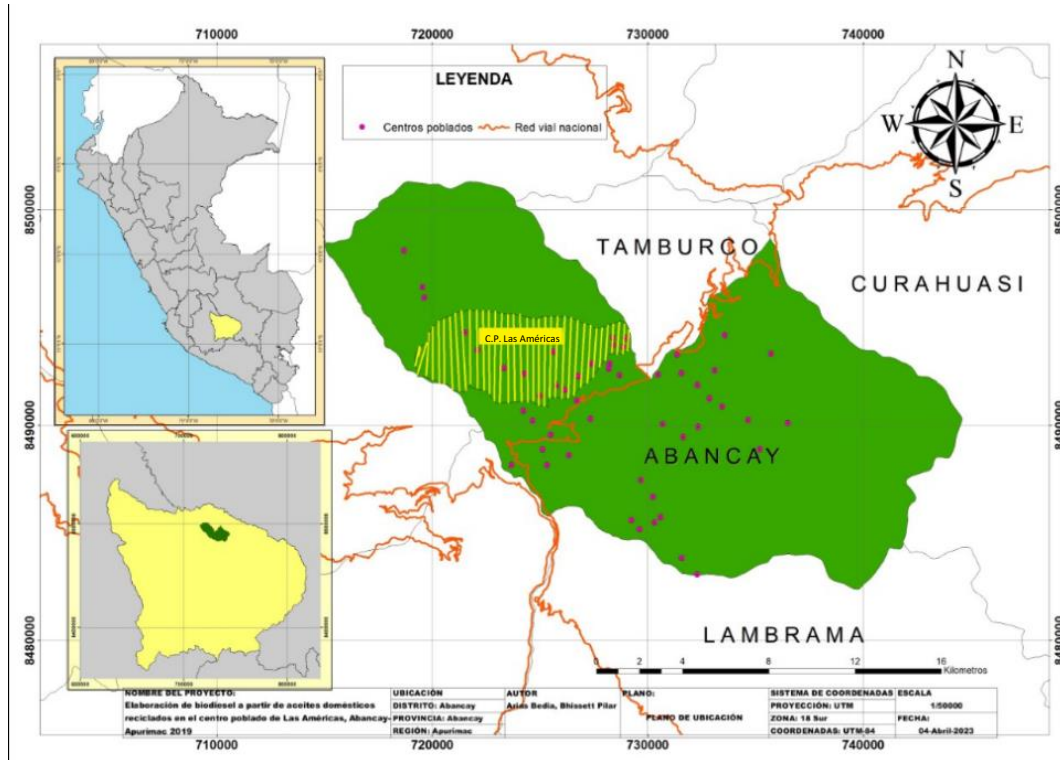 710000 720000 730000 740000
LEYENDA
Centros poblados Red vial nacional
N
W E
S
8500000 8500000
TAMBURCO
CURAHUASI
C.P. Las Américas
8490000
ABANCAY
8480000 8480000
LAMBRAMA
0 2 4 8 12 16
Kilometros
NOMBRE DEL PROYECTO:
Elaboración de biodiesel a partir de aceites domésticos
reciclados en el centro poblado de Las Américas, Abancay-
Apurímac 2019
UBICACIÓN
DISTRITO: Abancay
PROVINCIA: Abancay
REGIÓN: Apurímac
AUTOR
Arias Bedia, Bhissett Pilar
PLANO:
PLANO DE UBICACIÓN
SISTEMA DE COORDENADAS
PROYECCIÓN: UTM
ZONA: 18 Sur
COORDENADAS: UTM-84
ESCALA
1/50000
FECHA:
04-Abril-2023
710000 720000 730000 740000